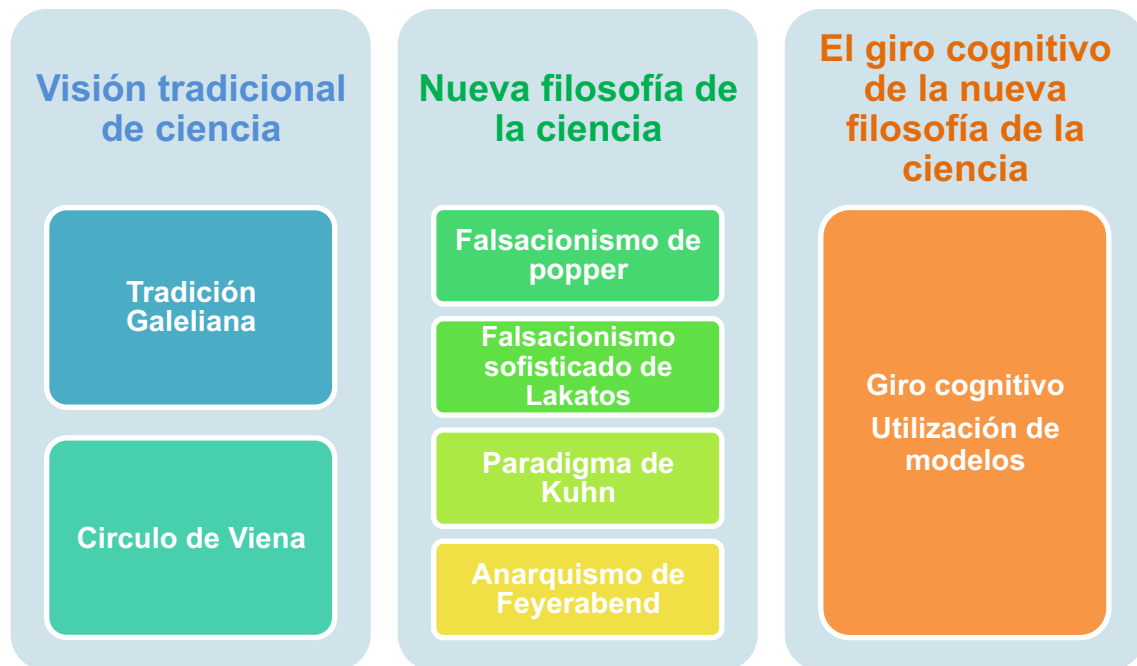 Visión tradicional
de ciencia
Tradición
Galeliana
Circulo de Viena
Nueva filosofía de
la ciencia
Falsacionismo de
popper
Falsacionismo
sofisticado de
Lakatos
Paradigma de
Kuhn
Anarquismo de
Feyerabend
El giro cognitivo
de la nueva
filosofía de la
ciencia
Giro cognitivo
Utilización de
modelos